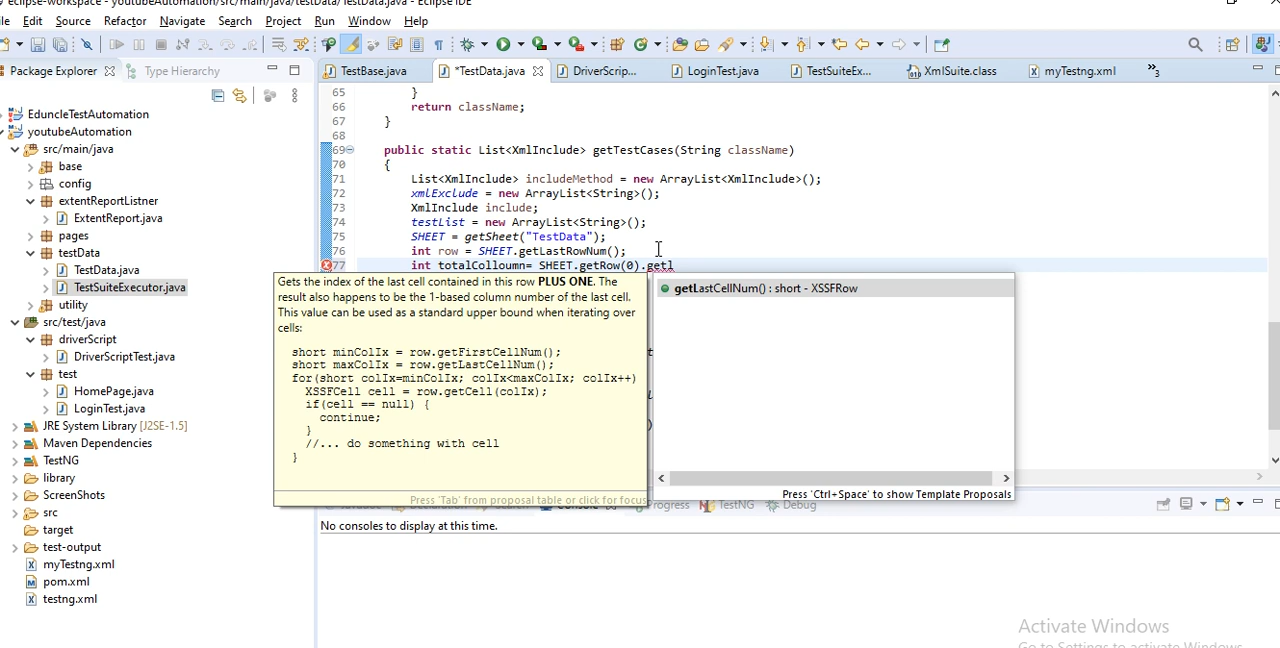 eclipse-workspace - youtubeAutomation/src/main/java/testData/TestData.java - Eclipse IDE
Edit Source Refactor Navigate Search Project Run Window Help
Package Explorer Type Hierarchy
TestBase.java *TestData.java DriverScrip... LoginTest.java TestSuiteEx... XmlSuite.class myTestng.xml »3
EduncleTestAutomation
youtubeAutomation
src/main/java
base
config
extentReportListner
ExtentReport.java
pages
testData
TestData.java
TestSuiteExecutor.java
utility
src/test/java
driverScript
DriverScriptTest.java
test
HomePage.java
LoginTest.java
JRE System Library [J2SE-1.5]
Maven Dependencies
TestNG
library
ScreenShots
src
target
test-output
myTestng.xml
pom.xml
testng.xml
65 }
66 return className;
67 }
68
69 public static List<XmlInclude> getTestCases(String className)
70 {
71 List<XmlInclude> includeMethod = new ArrayList<XmlInclude>();
72 xmlExclude = new ArrayList<String>();
73 XmlInclude include;
74 testList = new ArrayList<String>();
75 SHEET = getSheet("TestData");
76 int row = SHEET.getLastRowNum();
77 int totalColloumn= SHEET.getRow(0).getl
Gets the index of the last cell contained in this row PLUS ONE. The
result also happens to be the 1-based column number of the last cell.
This value can be used as a standard upper bound when iterating over
cells:
short minColIx = row.getFirstCellNum();
short maxColIx = row.getLastCellNum();
for(short colIx=minColIx; colIx<maxColIx; colIx++)
XSSFCell cell = row.getCell(colIx);
if(cell == null) {
continue;
}
//... do something with cell
}
Press 'Tab' from proposal table or click for focus
getLastCellNum() : short - XSSFRow
Press 'Ctrl+Space' to show Template Proposals
Console Progress TestNG Debug
No consoles to display at this time.
Activate Windows
Go to Settings to activate Windows.